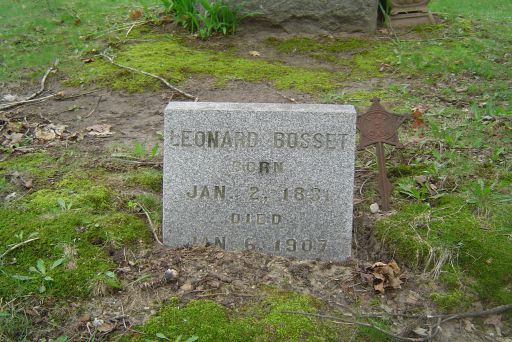 LEONARD BOSSET
BORN
JAN. 2, 1831
DIED
JAN 6, 1907